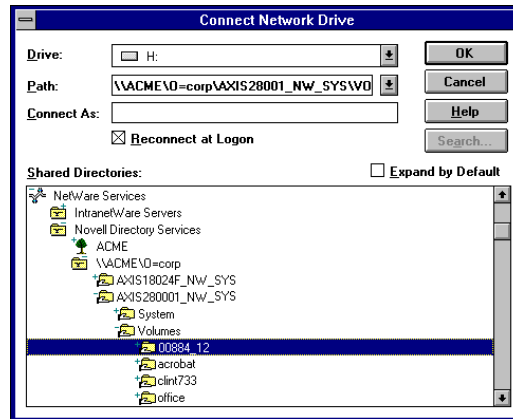 Connect Network Drive
Drive:
H:
OK
Path:
\\ACME\O=corp\AXIS28001_NW_SYS\VO
Cancel
Connect As:
Help
Reconnect at Logon
Search...
Shared Directories:
Expand by Default
NetWare Services
IntranetWare Servers
Novell Directory Services
ACME
\\ACME\O=corp
AXIS18024F_NW_SYS
AXIS280001_NW_SYS
System
Volumes
00884_12
acrobat
clint733
office